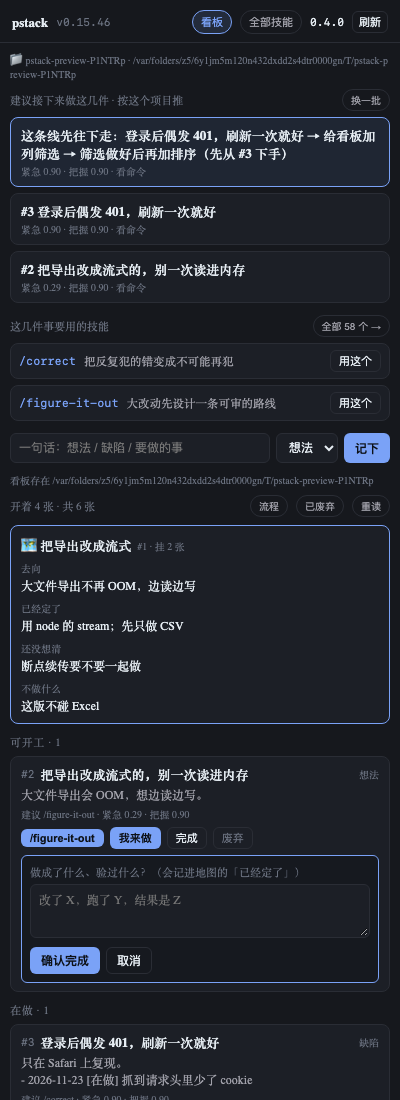 pstack v0.15.46 看板 全部技能 0.4.0 刷新
pstack-preview-P1NTRp · /var/folders/z5/6y1jm5m120n432dxdd2s4dtr0000gn/T/pstack-p
review-P1NTRp
建议接下来做这几件 · 按这个项目推 换一批
这条线先往下走：登录后偶发 401，刷新一次就好 → 给看板加
列筛选 → 筛选做好后再加排序（先从 #3 下手）
紧急 0.90 · 把握 0.90 · 看命令
#3 登录后偶发 401，刷新一次就好
紧急 0.90 · 把握 0.90 · 看命令
#2 把导出改成流式的，别一次读进内存
紧急 0.29 · 把握 0.90 · 看命令
这几件事要用的技能 全部 58 个 →
/correct 把反复犯的错变成不可能再犯 用这个
/figure-it-out 大改动先设计一条可审的路线 用这个
一句话：想法 / 缺陷 / 要做的事 想法 记下
看板存在 /var/folders/z5/6y1jm5m120n432dxdd2s4dtr0000gn/T/pstack-preview-P1NTRp
开着 4 张 · 共 6 张 流程 已废弃 重读
把导出改成流式 #1 · 挂 2 张
去向
大文件导出不再 OOM，边读边写
已经定了
用 node 的 stream；先只做 CSV
还没想清
断点续传要不要一起做
不做什么
这版不碰 Excel
可开工 · 1
#2 把导出改成流式的，别一次读进内存 想法
大文件导出会 OOM，想边读边写。
建议 /figure-it-out · 紧急 0.29 · 把握 0.90
/figure-it-out 我来做 完成 废弃
做成了什么、验过什么？（会记进地图的「已经定了」）
改了 X，跑了 Y，结果是 Z
确认完成 取消
在做 · 1
#3 登录后偶发 401，刷新一次就好 缺陷
只在 Safari 上复现。
- 2026-11-23 [在做] 抓到请求头里少了 cookie
建议 /correct · 紧急 0.90 · 把握 0.90